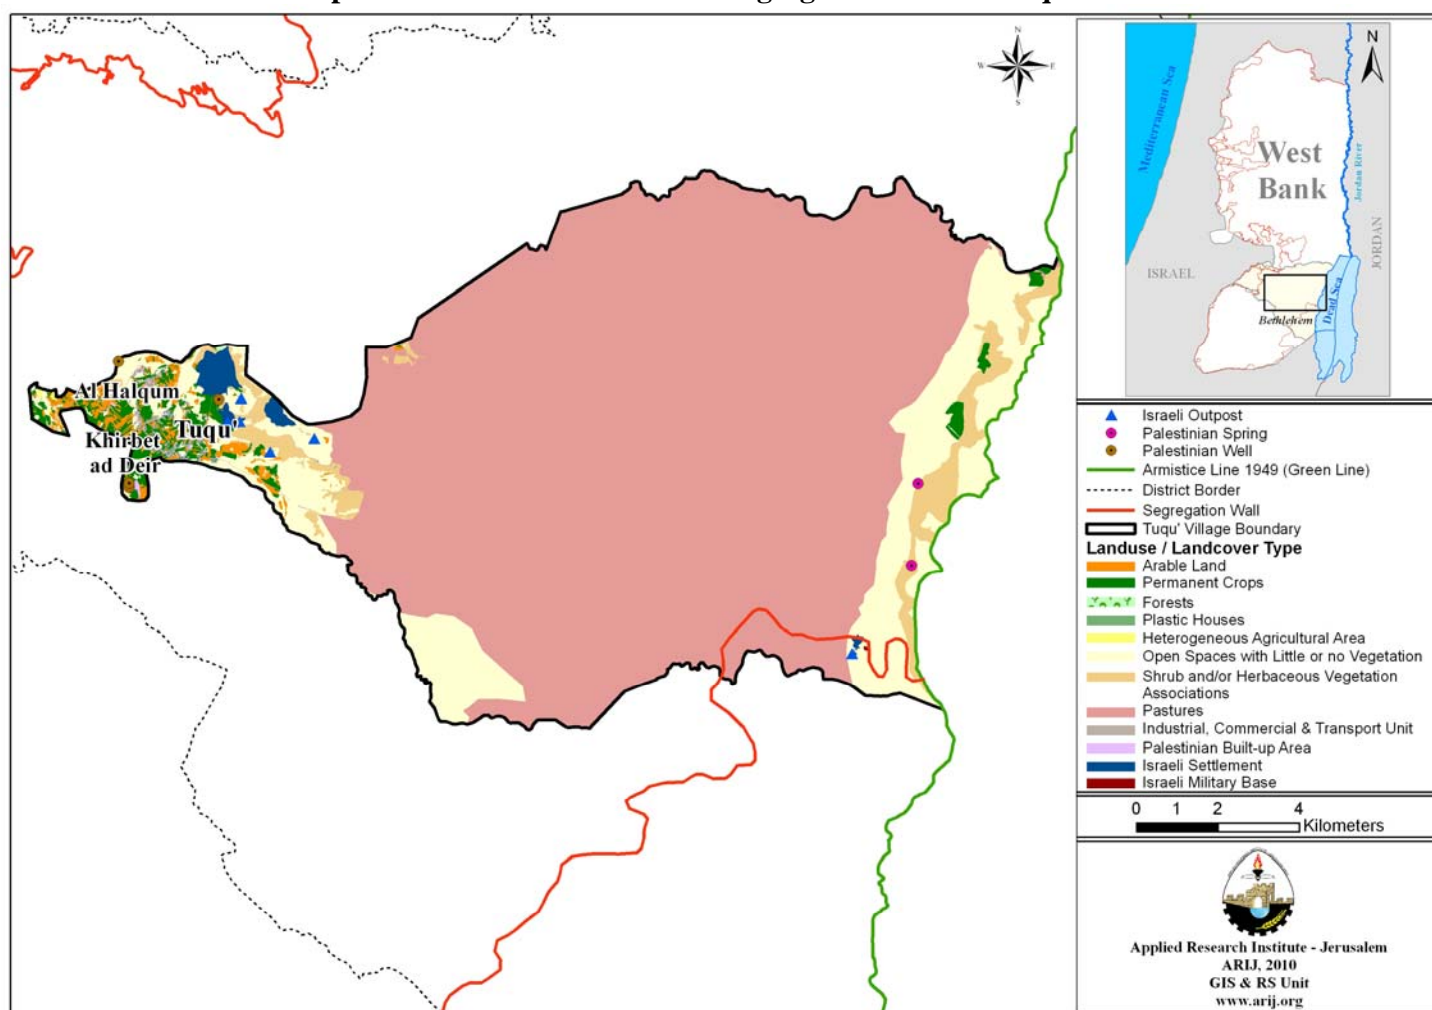 N
W
E
S
Al Halqum
Tuqu'
Khirbet
ad Deir
N
Mediterranean Sea
West
Bank
Jordan River
JORDAN
ISRAEL
Dead Sea
Bethlehem
Israeli Outpost
Palestinian Spring
Palestinian Well
Armistice Line 1949 (Green Line)
District Border
Segregation Wall
Tuqu' Village Boundary
Landuse / Landcover Type
Arable Land
Permanent Crops
Forests
Plastic Houses
Heterogeneous Agricultural Area
Open Spaces with Little or no Vegetation
Shrub and/or Herbaceous Vegetation
Associations
Pastures
Industrial, Commercial & Transport Unit
Palestinian Built-up Area
Israeli Settlement
Israeli Military Base
0 1 2 4
Kilometers
Applied Research Institute - Jerusalem
ARIJ, 2010
GIS & RS Unit
www.arij.org